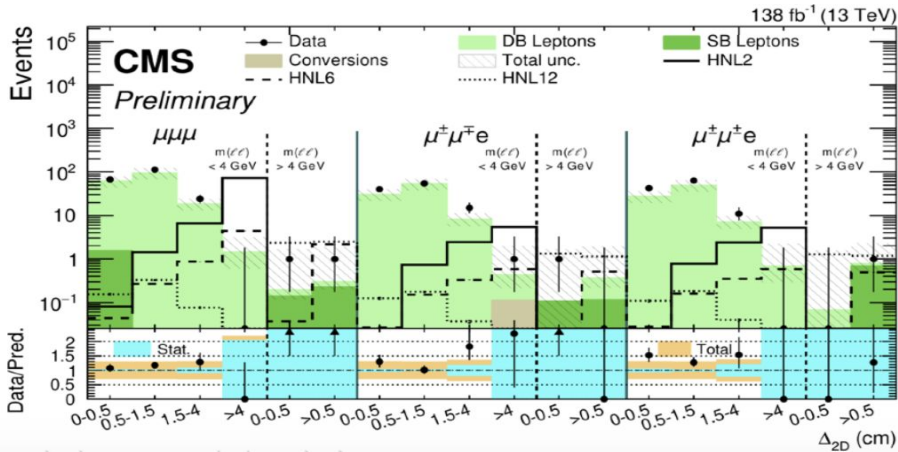 138 fb⁻¹ (13 TeV)
Events
10⁵
10⁴
10³
10²
10
1
10⁻¹
CMS
Preliminary
Data
DB Leptons
SB Leptons
Conversions
Total unc.
HNL2
HNL6
HNL12
μμμ
m(ℓℓ) < 4 GeV
m(ℓℓ) > 4 GeV
μ±μ∓e
m(ℓℓ) < 4 GeV
m(ℓℓ) > 4 GeV
μ±μ±e
m(ℓℓ) < 4 GeV
m(ℓℓ) > 4 GeV
Data/Pred.
2
1.5
1
0.5
0
Stat.
Total
0-0.5
0.5-1.5
1.5-4
>4
0-0.5
>0.5
0-0.5
0.5-1.5
1.5-4
>4
0-0.5
>0.5
0-0.5
0.5-1.5
1.5-4
>4
0-0.5
>0.5
Δ₂D (cm)